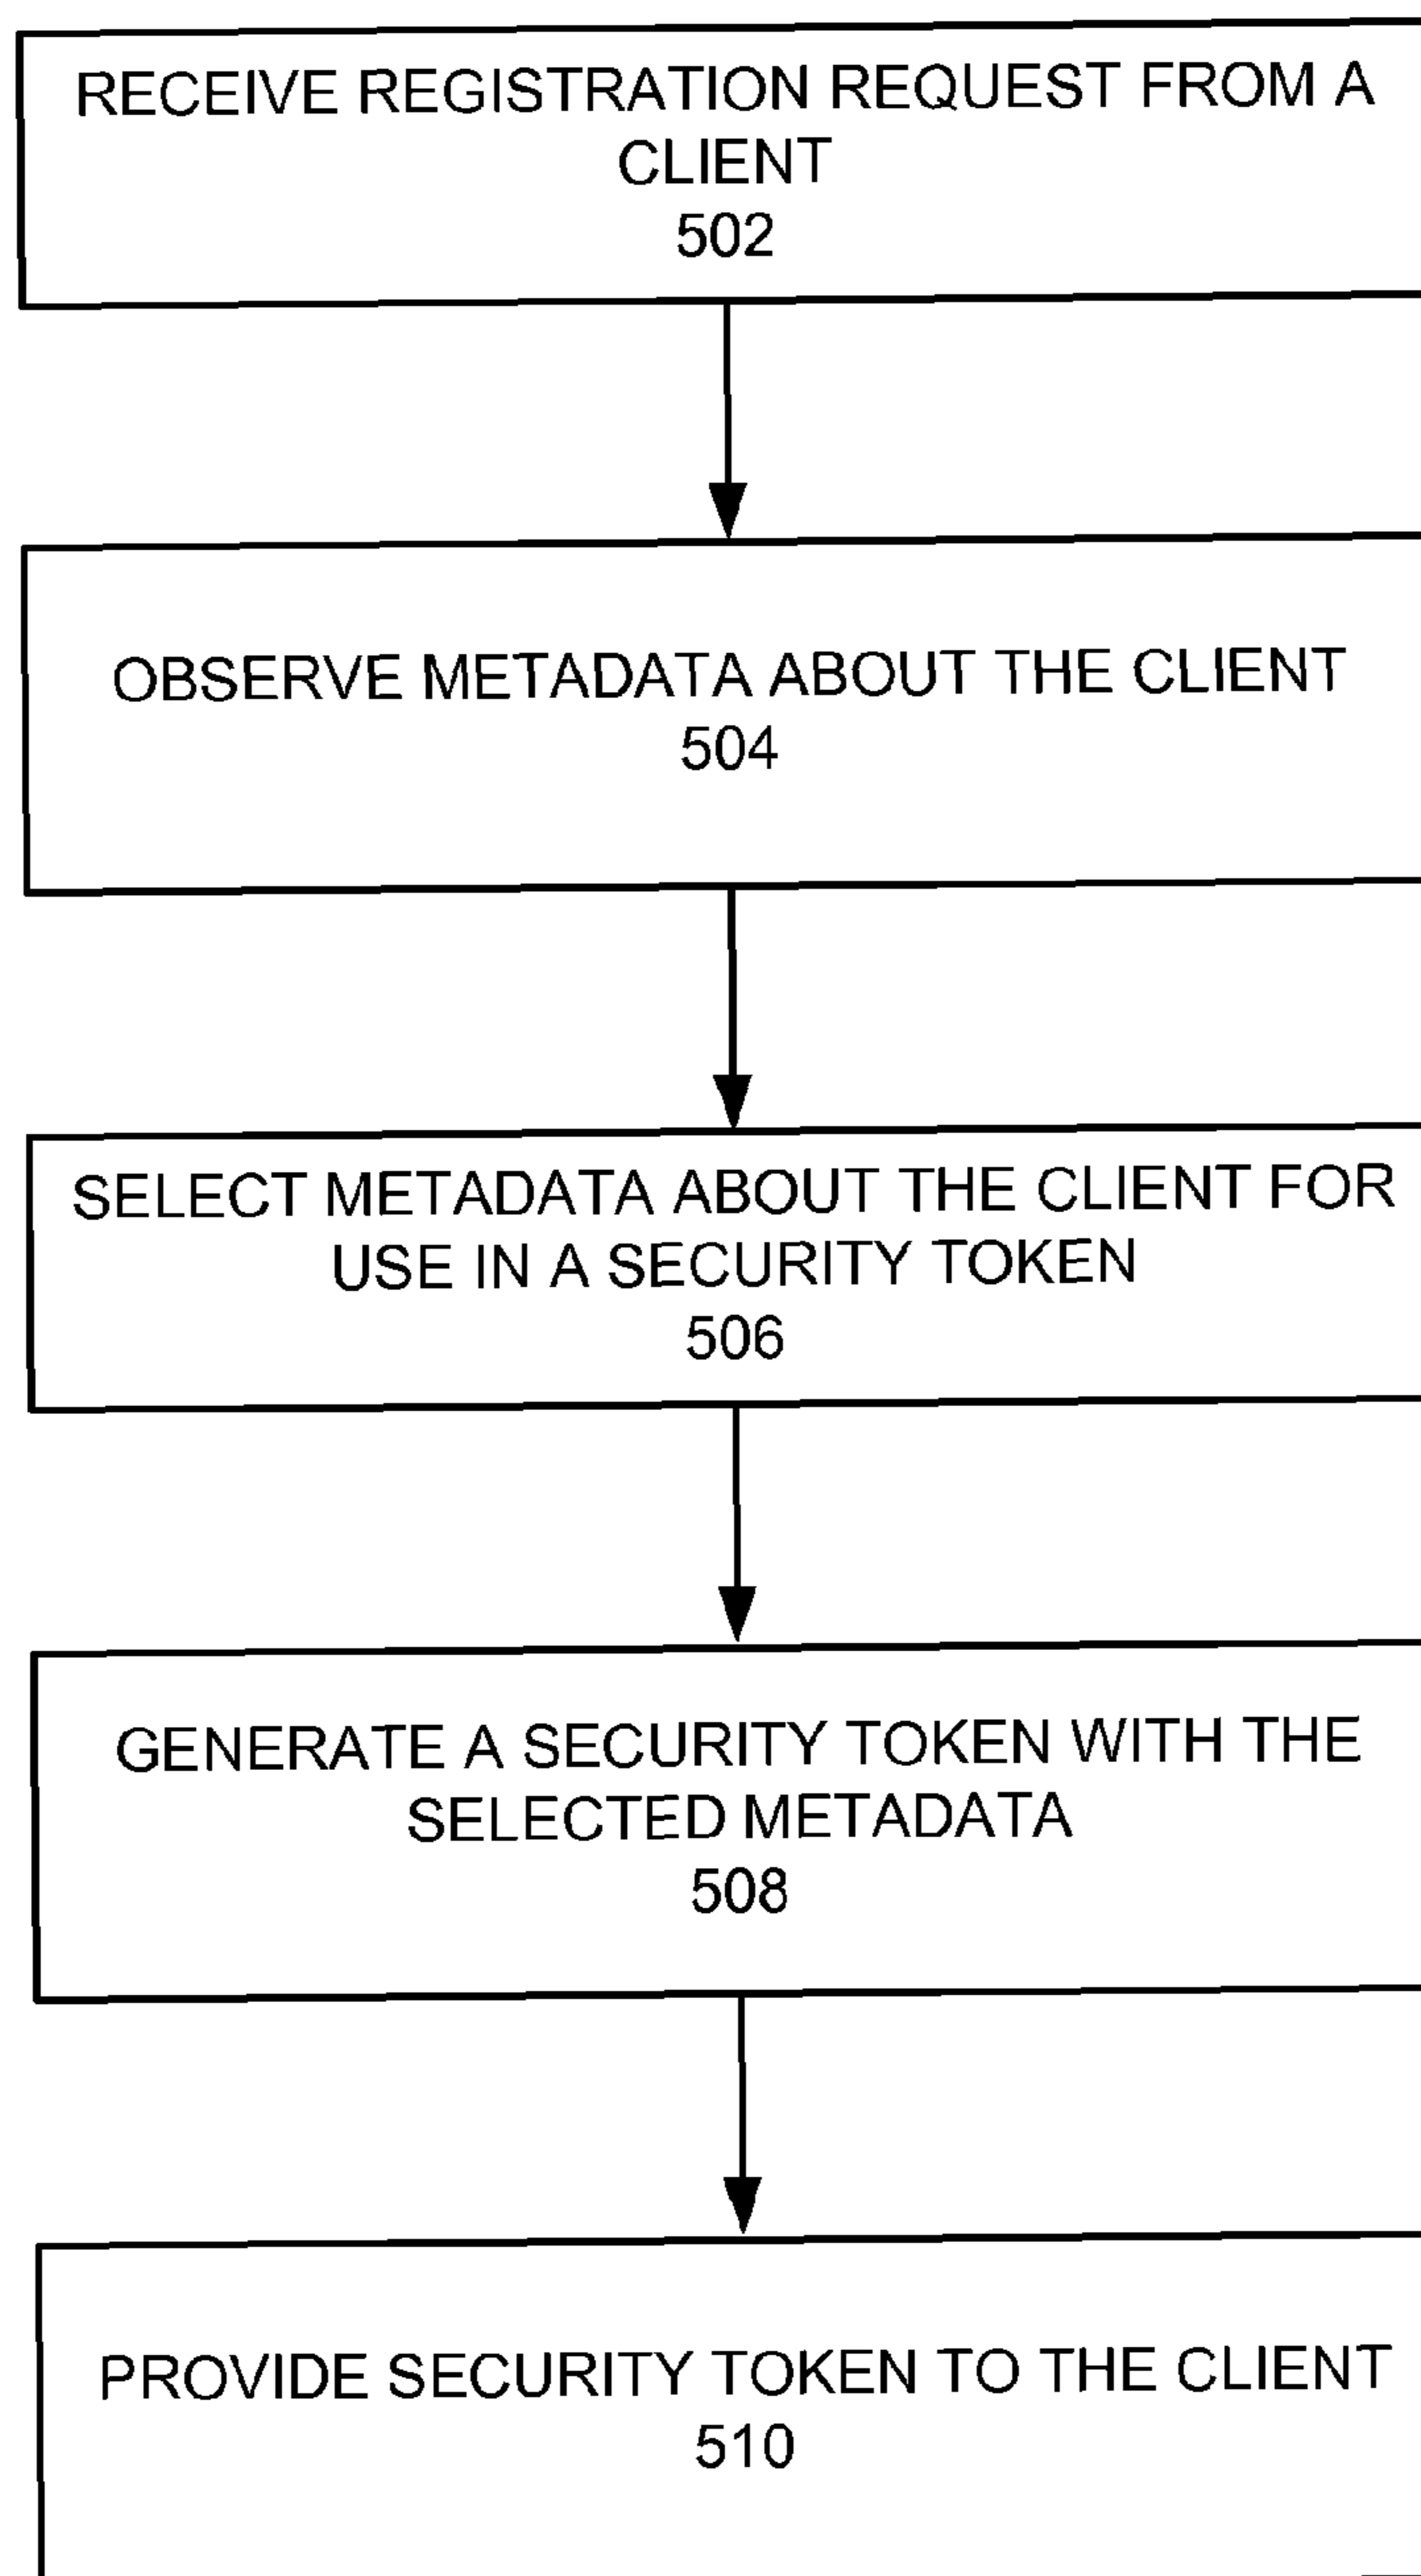 RECEIVE REGISTRATION REQUEST FROM A
CLIENT
502
OBSERVE METADATA ABOUT THE CLIENT
504
SELECT METADATA ABOUT THE CLIENT FOR
USE IN A SECURITY TOKEN
506
GENERATE A SECURITY TOKEN WITH THE
SELECTED METADATA
508
PROVIDE SECURITY TOKEN TO THE CLIENT
510